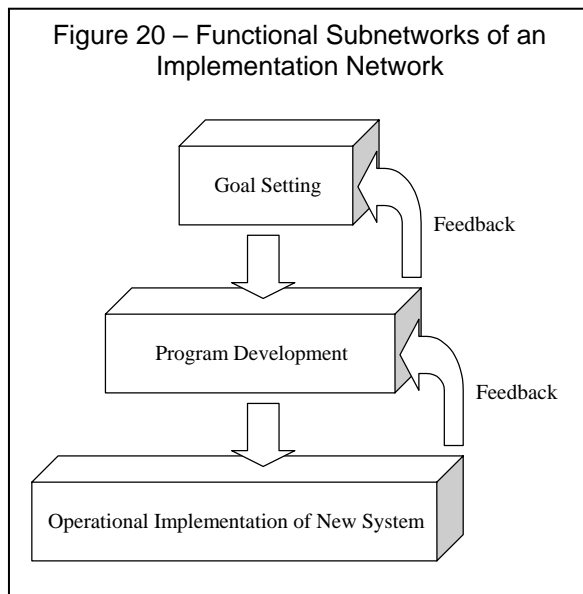 Figure 20 – Functional Subnetworks of an
Implementation Network
Goal Setting
Feedback
Program Development
Feedback
Operational Implementation of New System